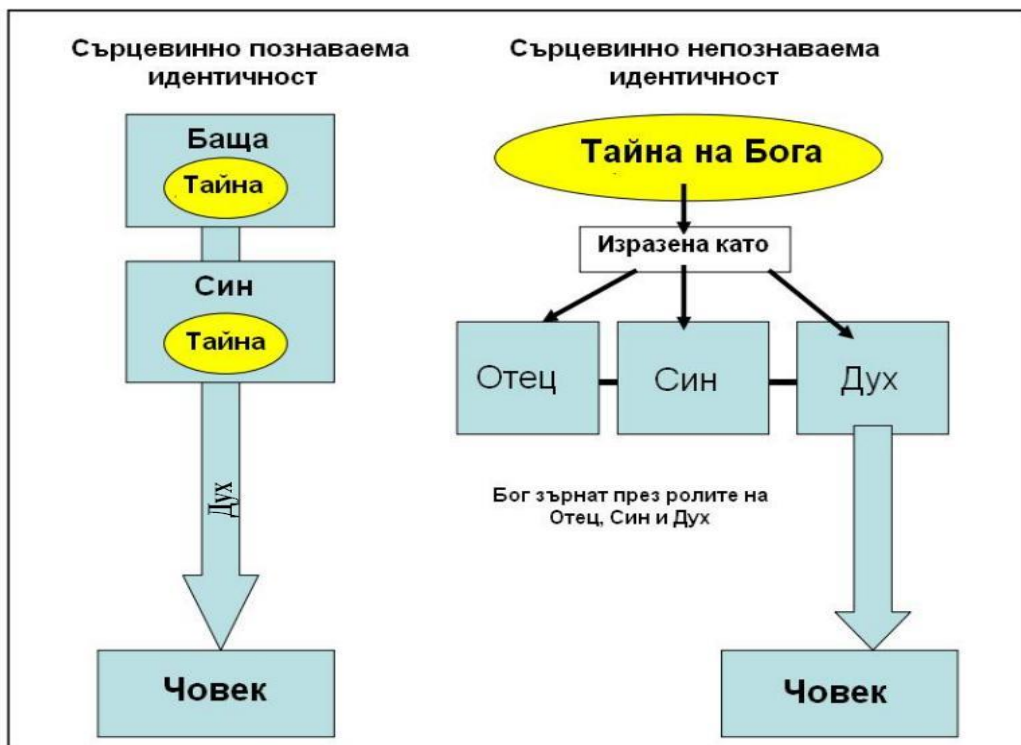 Сърцевинно познаваема
идентичност
Баща
Тайна
Син
Тайна
Дух
Човек
Сърцевинно непознаваема
идентичност
Тайна на Бога
Изразена като
Отец
Син
Дух
Бог зърнат през ролите на
Отец, Син и Дух
Човек